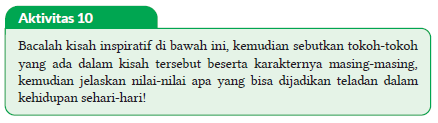 Aktivitas 10
Bacalah kisah inspiratif di bawah ini, kemudian sebutkan tokoh-tokoh
yang ada dalam kisah tersebut beserta karakternya masing-masing,
kemudian jelaskan nilai-nilai apa yang bisa dijadikan teladan dalam
kehidupan sehari-hari!